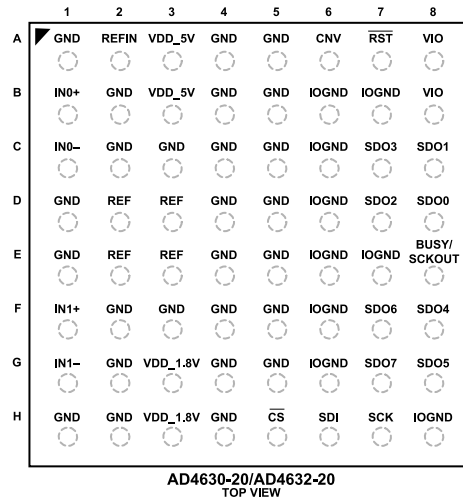 1 2 3 4 5 6 7 8
A GND REFIN VDD_5V GND GND CNV R̅S̅T̅ VIO
B IN0+ GND VDD_5V GND GND IOGND IOGND VIO
C IN0– GND GND GND GND IOGND SDO3 SDO1
D GND REF REF GND GND IOGND SDO2 SDO0
E GND REF REF GND GND IOGND IOGND BUSY/
SCKOUT
F IN1+ GND GND GND GND IOGND SDO6 SDO4
G IN1– GND VDD_1.8V GND GND IOGND SDO7 SDO5
H GND GND VDD_1.8V GND C̅S̅ SDI SCK IOGND
AD4630-20/AD4632-20
TOP VIEW